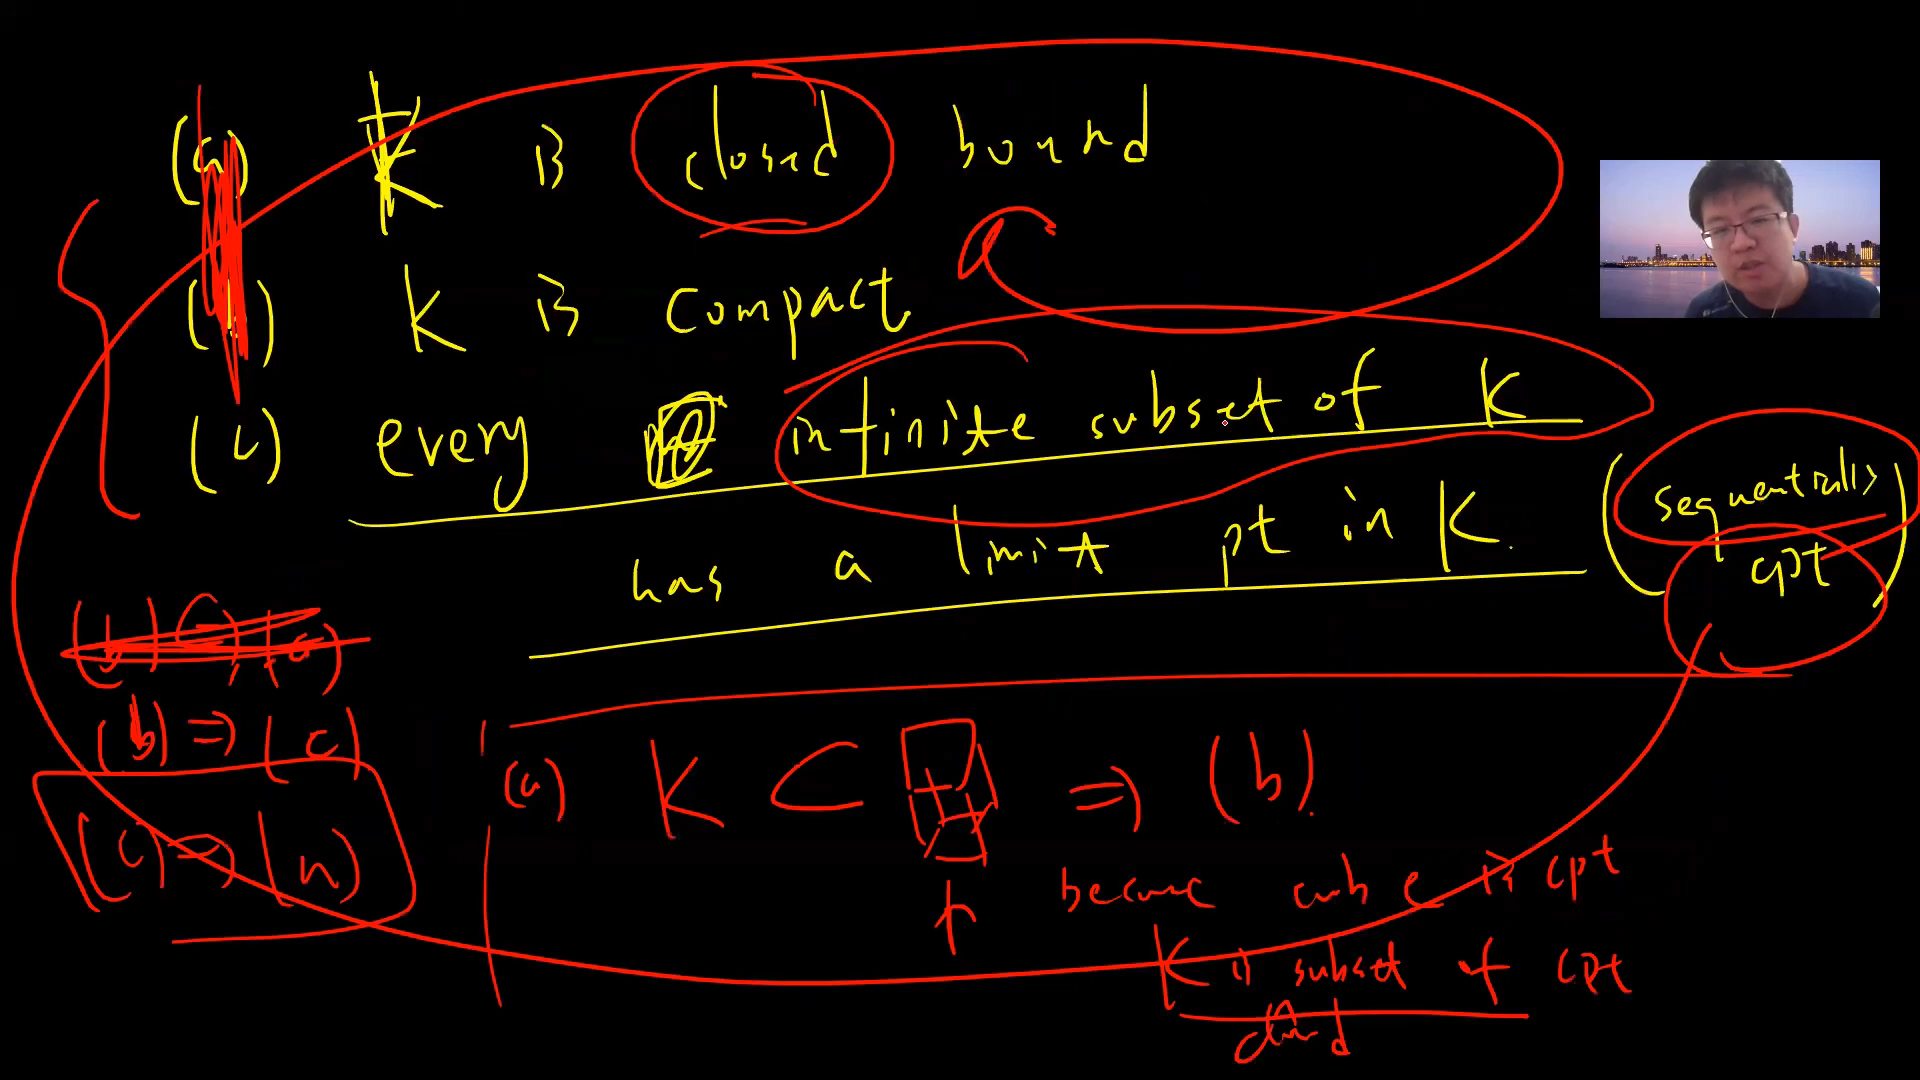 (a) K is closed bound
(b) K is compact
(c) every infinite subset of K
has a limit pt in K.
(sequentially
cpt)
(b) ⇒ (a)
(b) ⇒ (c)
(c) ⇒ (a)
(a) K ⊂ ⇒ (b).
because cube is cpt
K is subset of cpt
closed